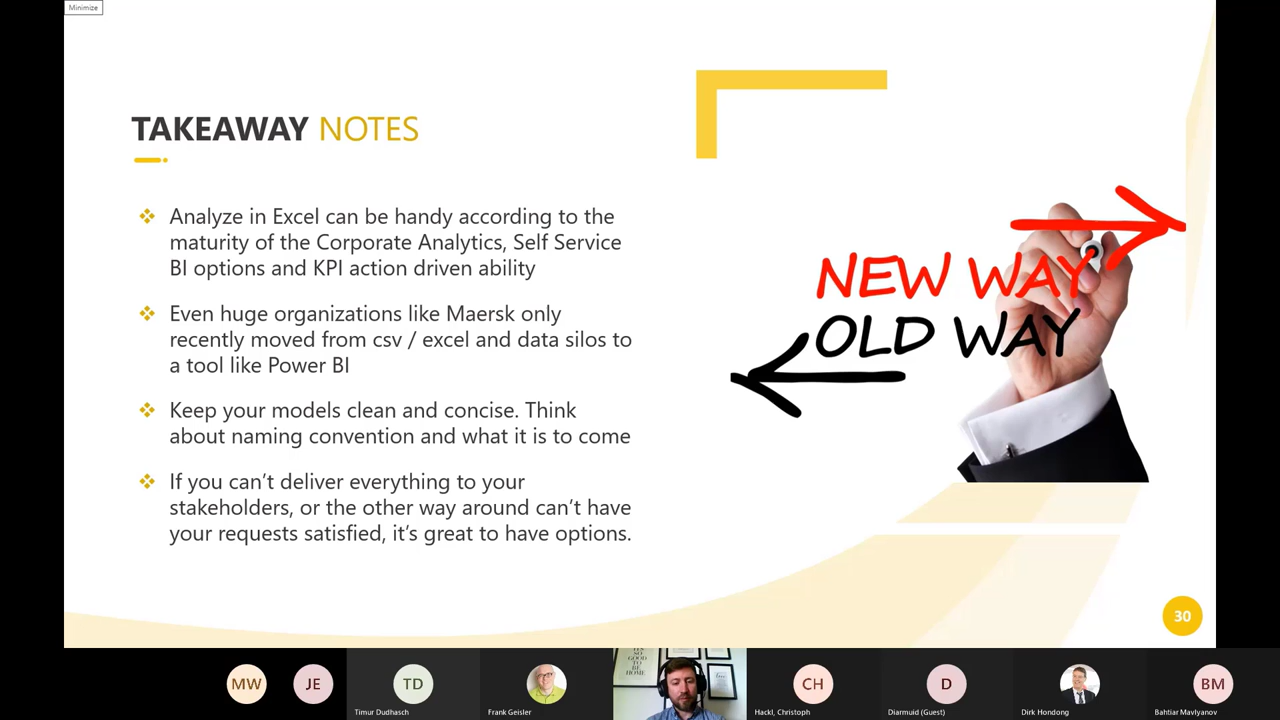 Minimize
TAKEAWAY NOTES
Analyze in Excel can be handy according to the
maturity of the Corporate Analytics, Self Service
BI options and KPI action driven ability
Even huge organizations like Maersk only
recently moved from csv / excel and data silos to
a tool like Power BI
Keep your models clean and concise. Think
about naming convention and what it is to come
If you can’t deliver everything to your
stakeholders, or the other way around can’t have
your requests satisfied, it’s great to have options.
NEW WAY
OLD WAY
30
MW
JE
TD
CH
D
BM
Timur Dudhasch
Frank Geisler
Hackl, Christoph
Diarmuid (Guest)
Dirk Hondong
Bahtiar Mavlyanov